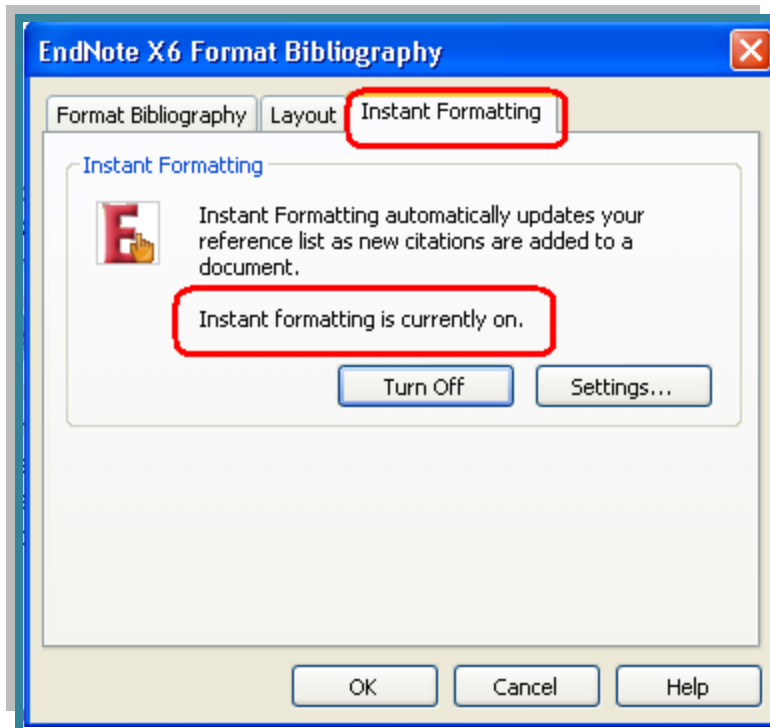 EndNote X6 Format Bibliography
Format Bibliography Layout Instant Formatting
Instant Formatting
Instant Formatting automatically updates your
reference list as new citations are added to a
document.
Instant formatting is currently on.
Turn Off Settings...
OK Cancel Help